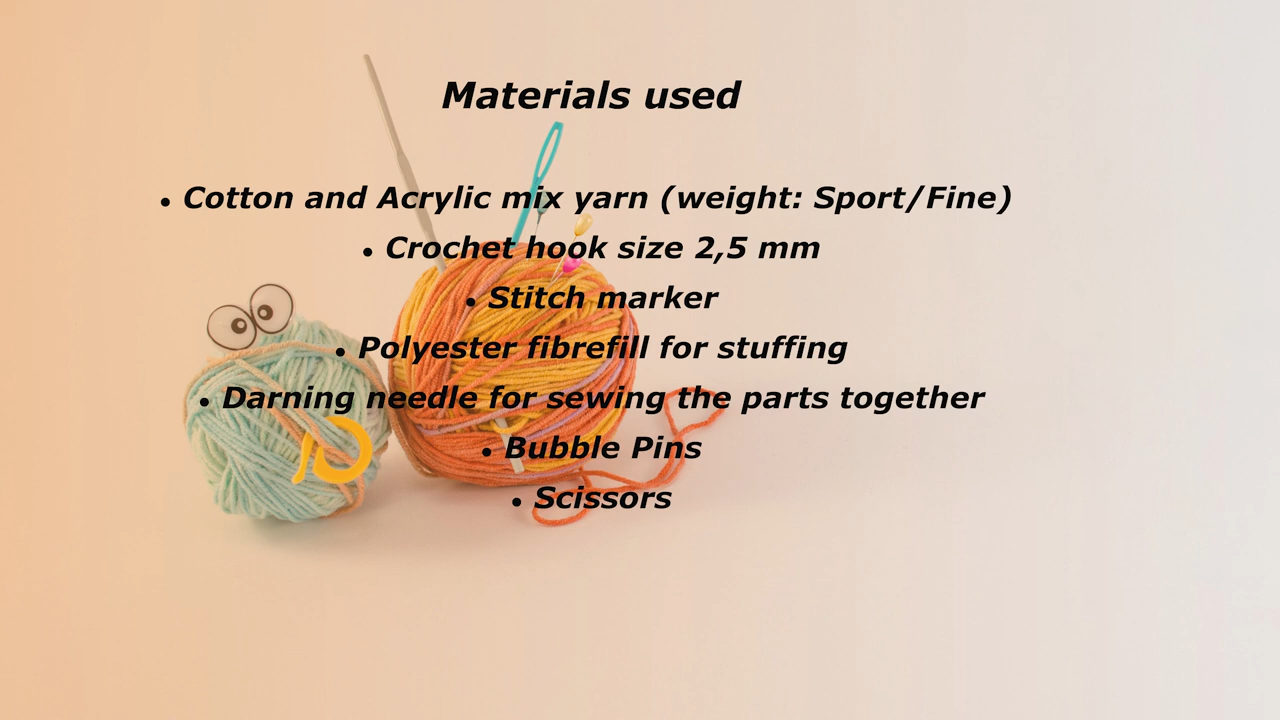 Materials used
• Cotton and Acrylic mix yarn (weight: Sport/Fine)
• Crochet hook size 2,5 mm
• Stitch marker
• Polyester fibrefill for stuffing
• Darning needle for sewing the parts together
• Bubble Pins
• Scissors